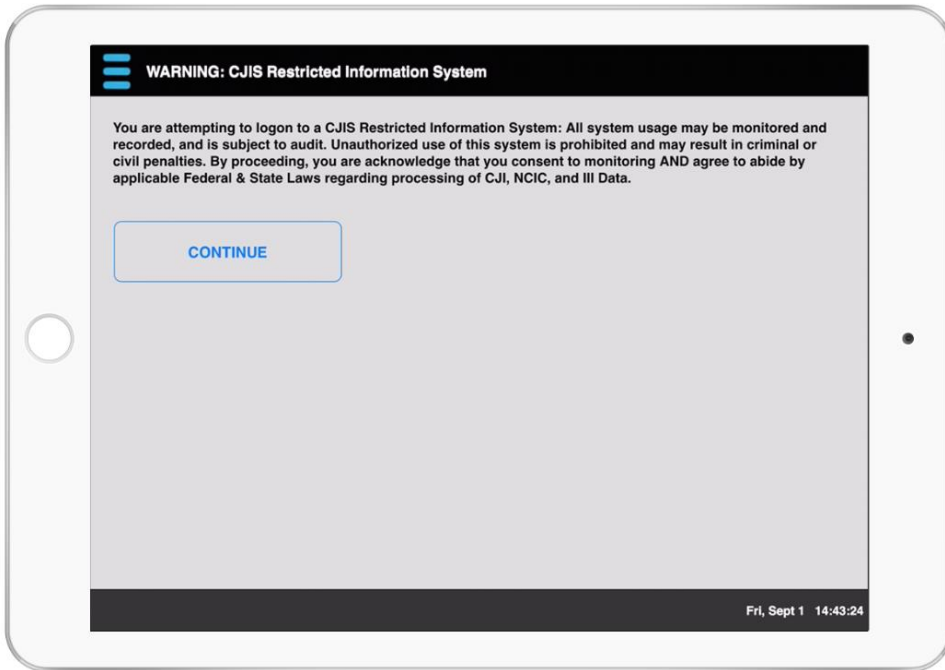 WARNING: CJIS Restricted Information System
You are attempting to logon to a CJIS Restricted Information System: All system usage may be monitored and
recorded, and is subject to audit. Unauthorized use of this system is prohibited and may result in criminal or
civil penalties. By proceeding, you are acknowledge that you consent to monitoring AND agree to abide by
applicable Federal & State Laws regarding processing of CJI, NCIC, and III Data.
CONTINUE
Fri, Sept 1 14:43:24